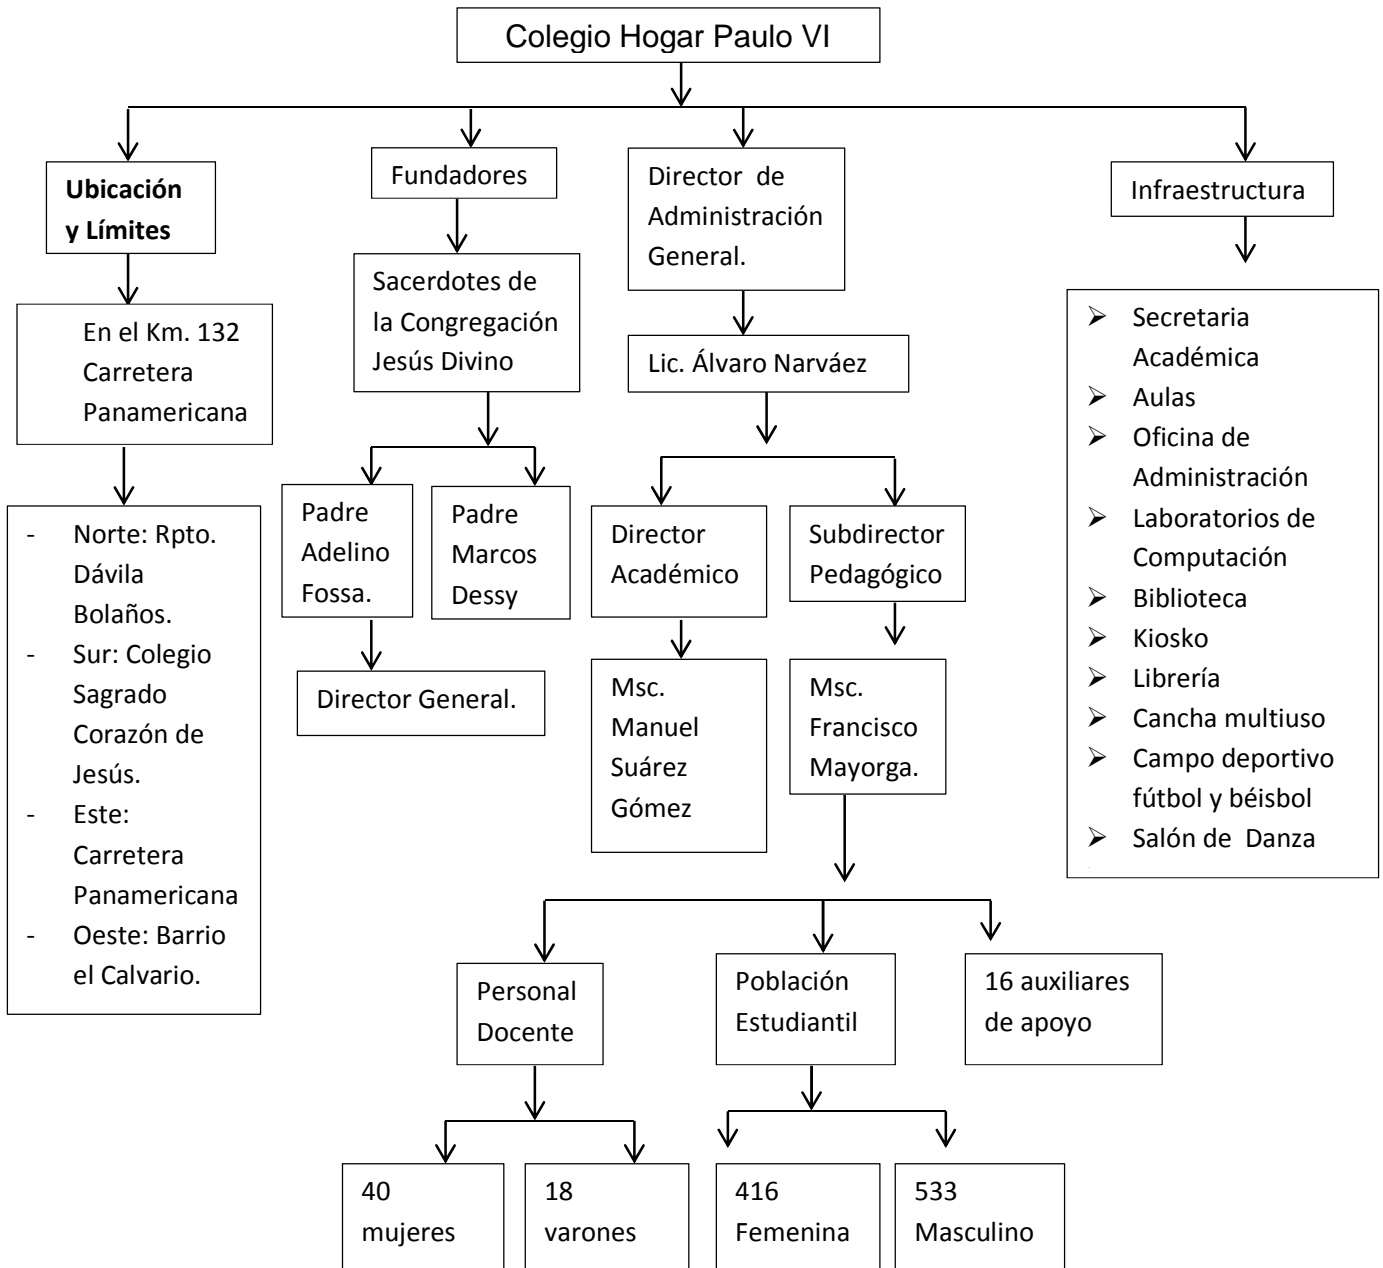 Colegio Hogar Paulo VI
Ubicación
y Límites
En el Km. 132
Carretera
Panamericana
- Norte: Rpto.
Dávila
Bolaños.
- Sur: Colegio
Sagrado
Corazón de
Jesús.
- Este:
Carretera
Panamericana
- Oeste: Barrio
el Calvario.
Fundadores
Sacerdotes de
la Congregación
Jesús Divino
Padre
Adelino
Fossa.
Director General.
Padre
Marcos
Dessy
Director de
Administración
General.
Lic. Álvaro Narváez
Director
Académico
Msc.
Manuel
Suárez
Gómez
Subdirector
Pedagógico
Msc.
Francisco
Mayorga.
Personal
Docente
40
mujeres
18
varones
Población
Estudiantil
416
Femenina
533
Masculino
16 auxiliares
de apoyo
Infraestructura
➢ Secretaria
Académica
➢ Aulas
➢ Oficina de
Administración
➢ Laboratorios de
Computación
➢ Biblioteca
➢ Kiosko
➢ Librería
➢ Cancha multiuso
➢ Campo deportivo
fútbol y béisbol
➢ Salón de Danza